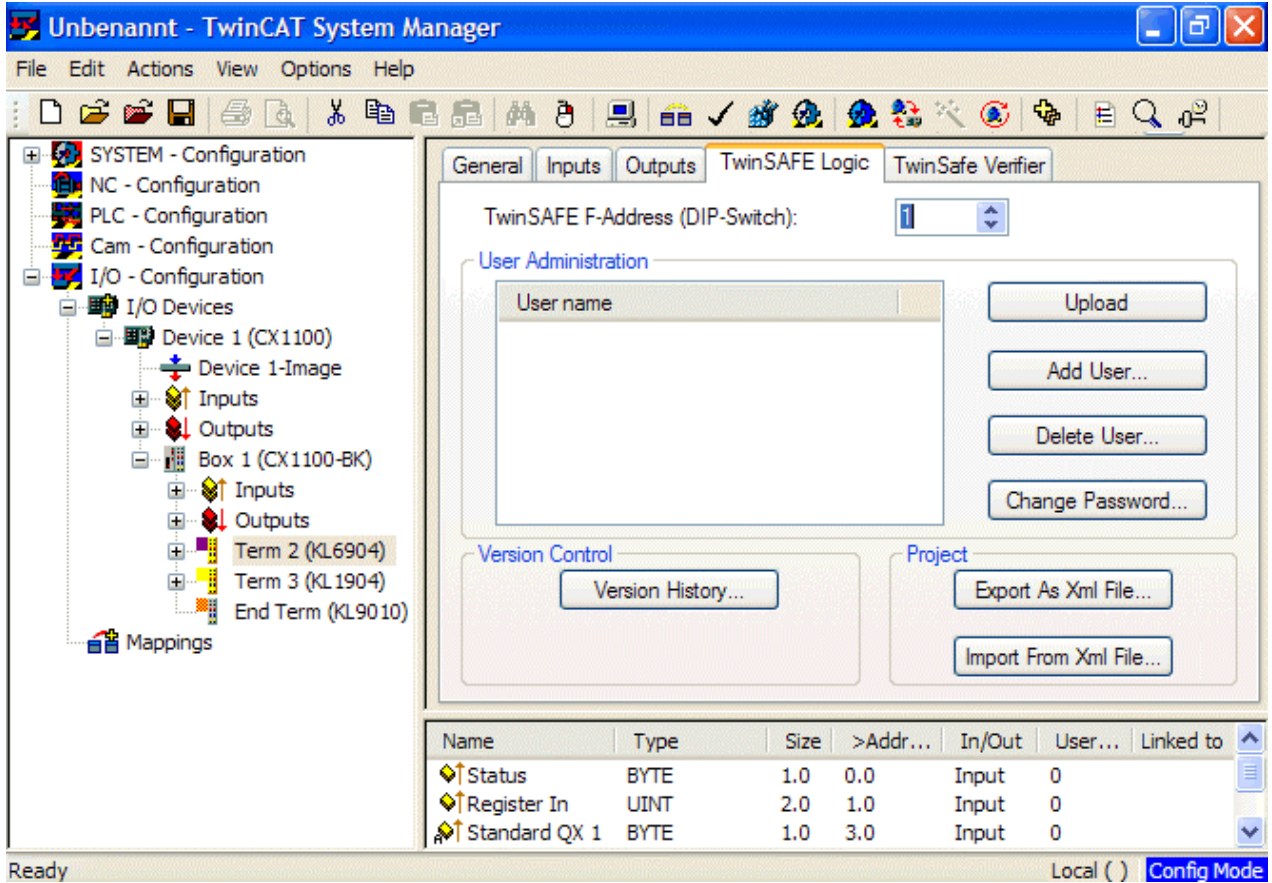 Unbenannt - TwinCAT System Manager
File Edit Actions View Options Help
SYSTEM - Configuration
NC - Configuration
PLC - Configuration
Cam - Configuration
I/O - Configuration
I/O Devices
Device 1 (CX1100)
Device 1-Image
Inputs
Outputs
Box 1 (CX1100-BK)
Inputs
Outputs
Term 2 (KL6904)
Term 3 (KL1904)
End Term (KL9010)
Mappings
General Inputs Outputs TwinSAFE Logic TwinSafe Verifier
TwinSAFE F-Address (DIP-Switch): 1
User Administration
User name
Upload
Add User...
Delete User...
Change Password...
Version Control
Version History...
Project
Export As Xml File...
Import From Xml File...
Name Type Size >Addr... In/Out User... Linked to
Status BYTE 1.0 0.0 Input 0
Register In UINT 2.0 1.0 Input 0
Standard QX 1 BYTE 1.0 3.0 Input 0
Ready Local ( ) Config Mode